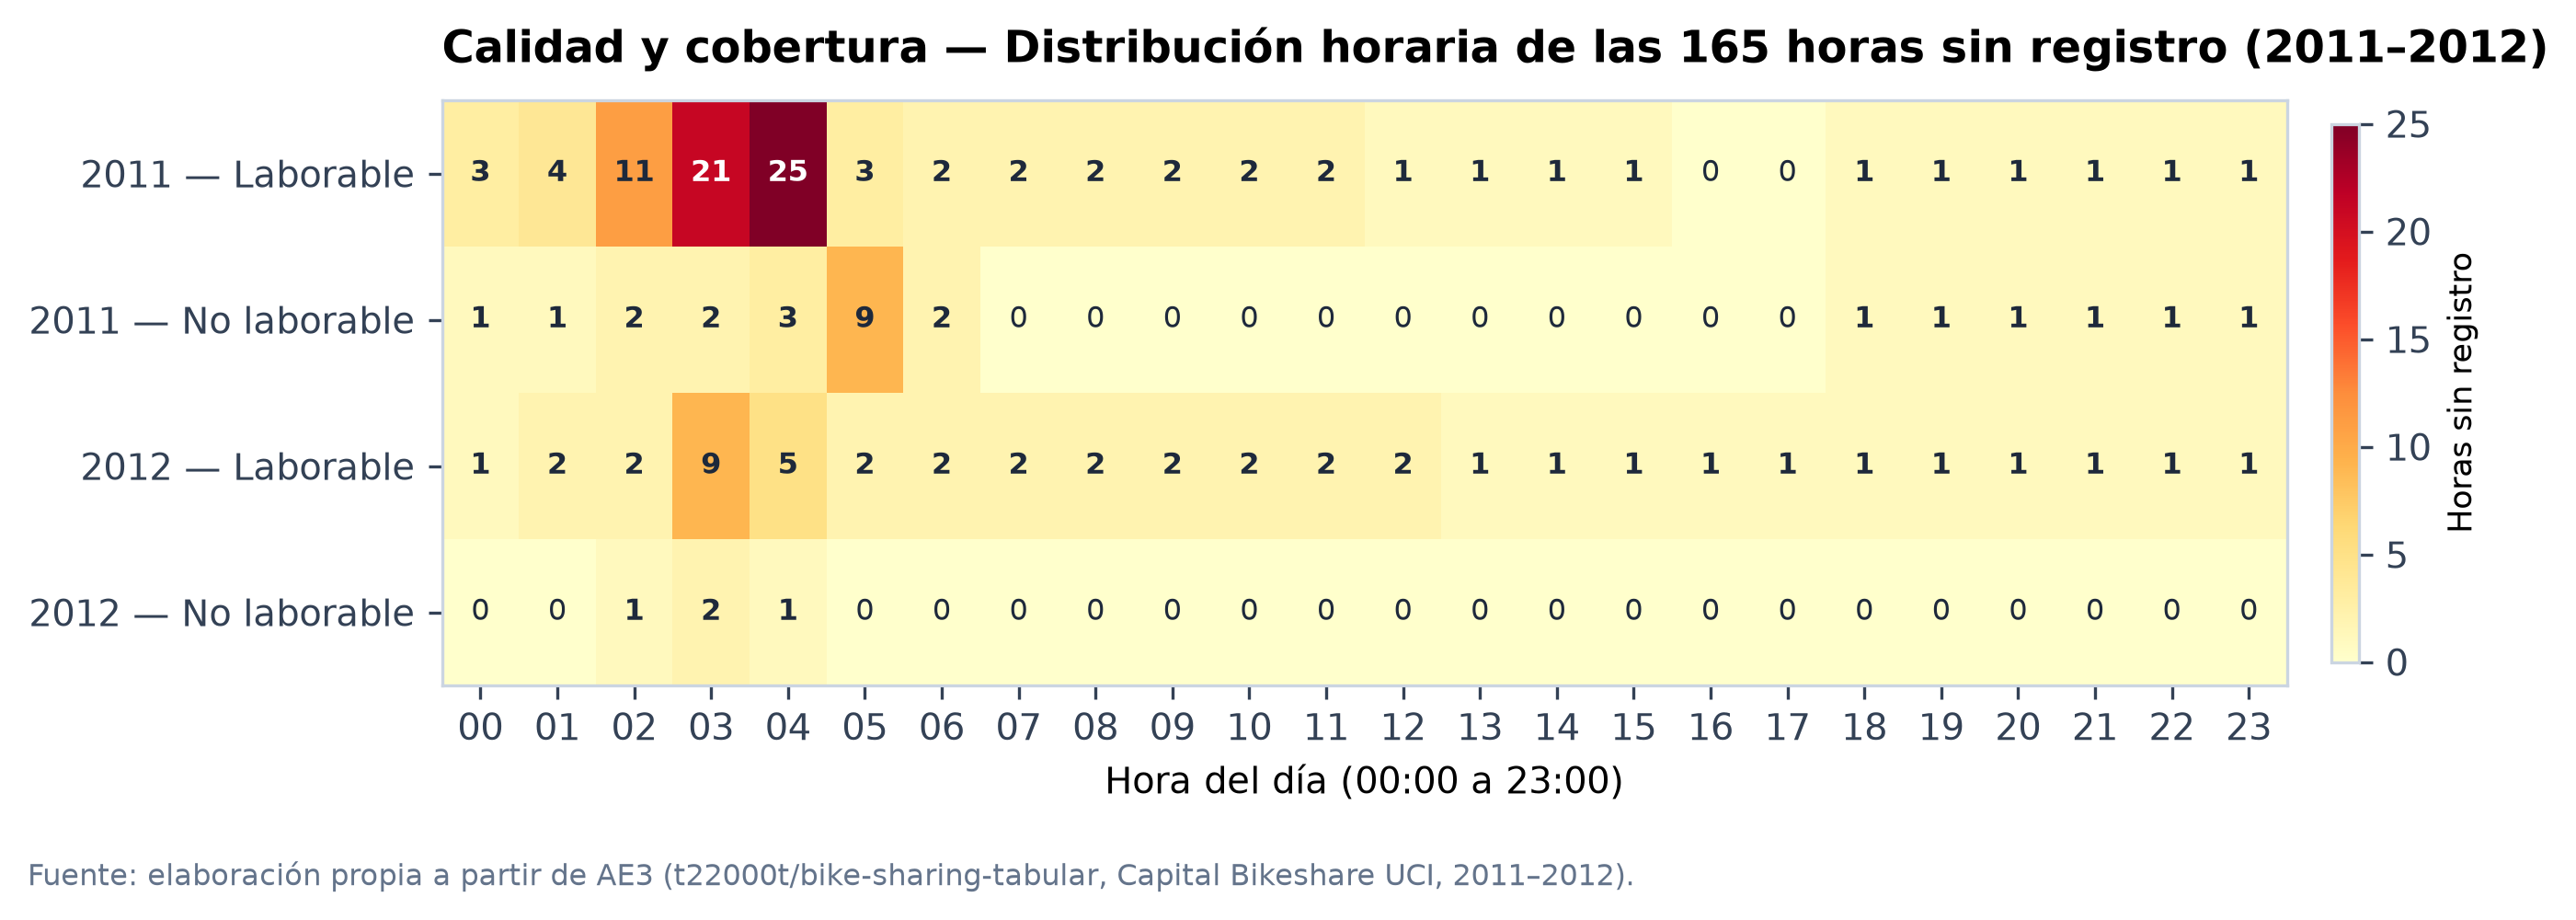 Calidad y cobertura — Distribución horaria de las 165 horas sin registro (2011–2012)
2011 — Laborable 3 4 11 21 25 3 2 2 2 2 2 2 1 1 1 1 0 0 1 1 1 1 1 1
2011 — No laborable 1 1 2 2 3 9 2 0 0 0 0 0 0 0 0 0 0 0 1 1 1 1 1 1
2012 — Laborable 1 2 2 9 5 2 2 2 2 2 2 2 2 1 1 1 1 1 1 1 1 1 1 1
2012 — No laborable 0 0 1 2 1 0 0 0 0 0 0 0 0 0 0 0 0 0 0 0 0 0 0 0
00 01 02 03 04 05 06 07 08 09 10 11 12 13 14 15 16 17 18 19 20 21 22 23
Hora del día (00:00 a 23:00)
25
20
15
10
5
0
Horas sin registro
Fuente: elaboración propia a partir de AE3 (t22000t/bike-sharing-tabular, Capital Bikeshare UCI, 2011–2012).